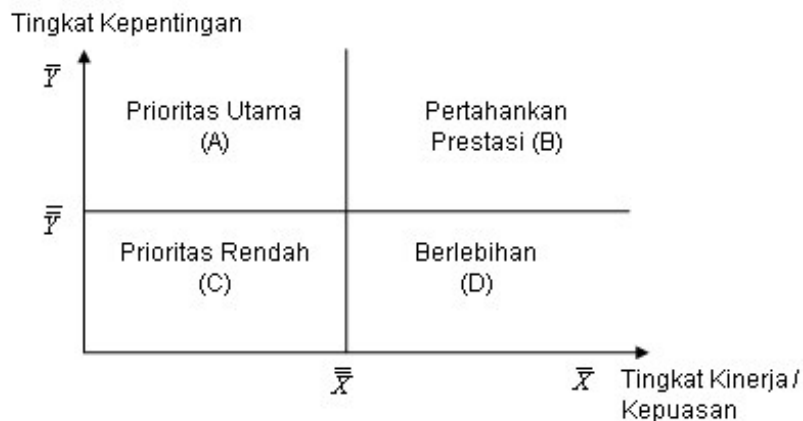 Tingkat Kepentingan
Y̿
Prioritas Utama
(A)
Pertahankan
Prestasi (B)
Y̿
Prioritas Rendah
(C)
Berlebihan
(D)
X̿
X̿
Tingkat Kinerja /
Kepuasan